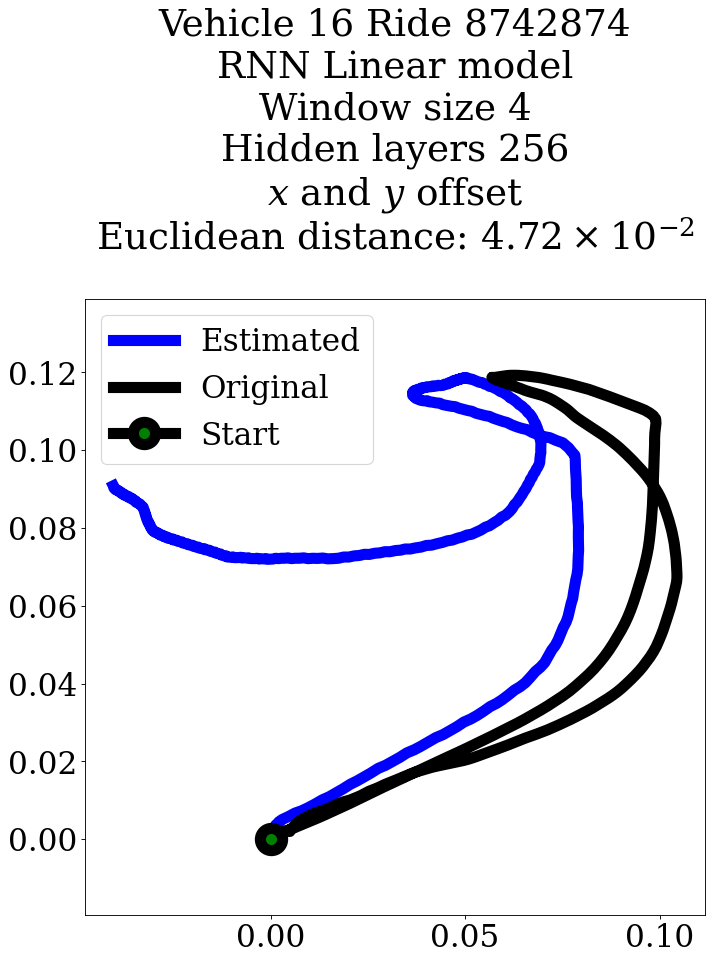 Vehicle 16 Ride 8742874
RNN Linear model
Window size 4
Hidden layers 256
x and y offset
Euclidean distance: 4.72 × 10⁻²
Estimated
Original
Start
0.12
0.10
0.08
0.06
0.04
0.02
0.00
0.00 0.05 0.10